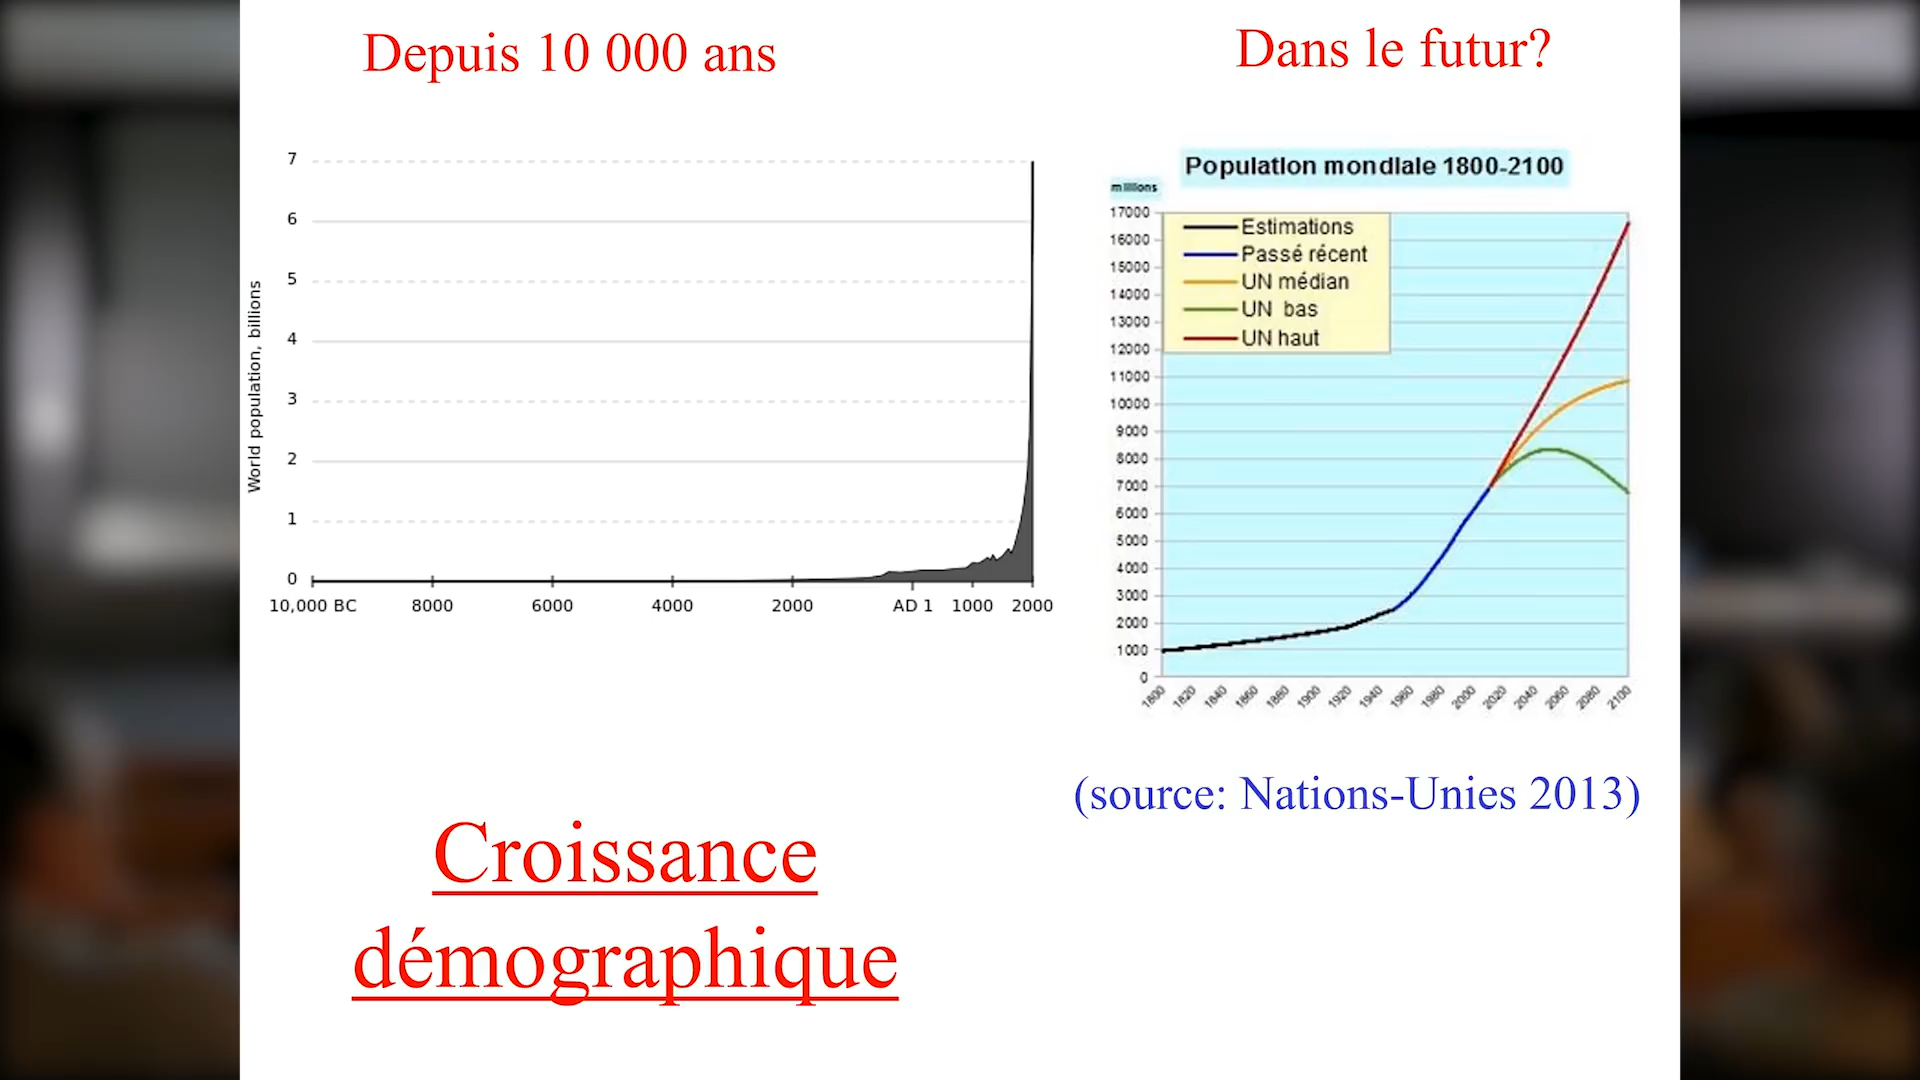 Depuis 10 000 ans
World population, billions
7
6
5
4
3
2
1
0
10,000 BC 8000 6000 4000 2000 AD 1 1000 2000
Croissance
démographique
Dans le futur?
Population mondiale 1800-2100
millions
17000
16000
15000
14000
13000
12000
11000
10000
9000
8000
7000
6000
5000
4000
3000
2000
1000
0
Estimations
Passé récent
UN médian
UN bas
UN haut
1800 1820 1840 1860 1880 1900 1920 1940 1960 1980 2000 2020 2040 2060 2080 2100
(source: Nations-Unies 2013)